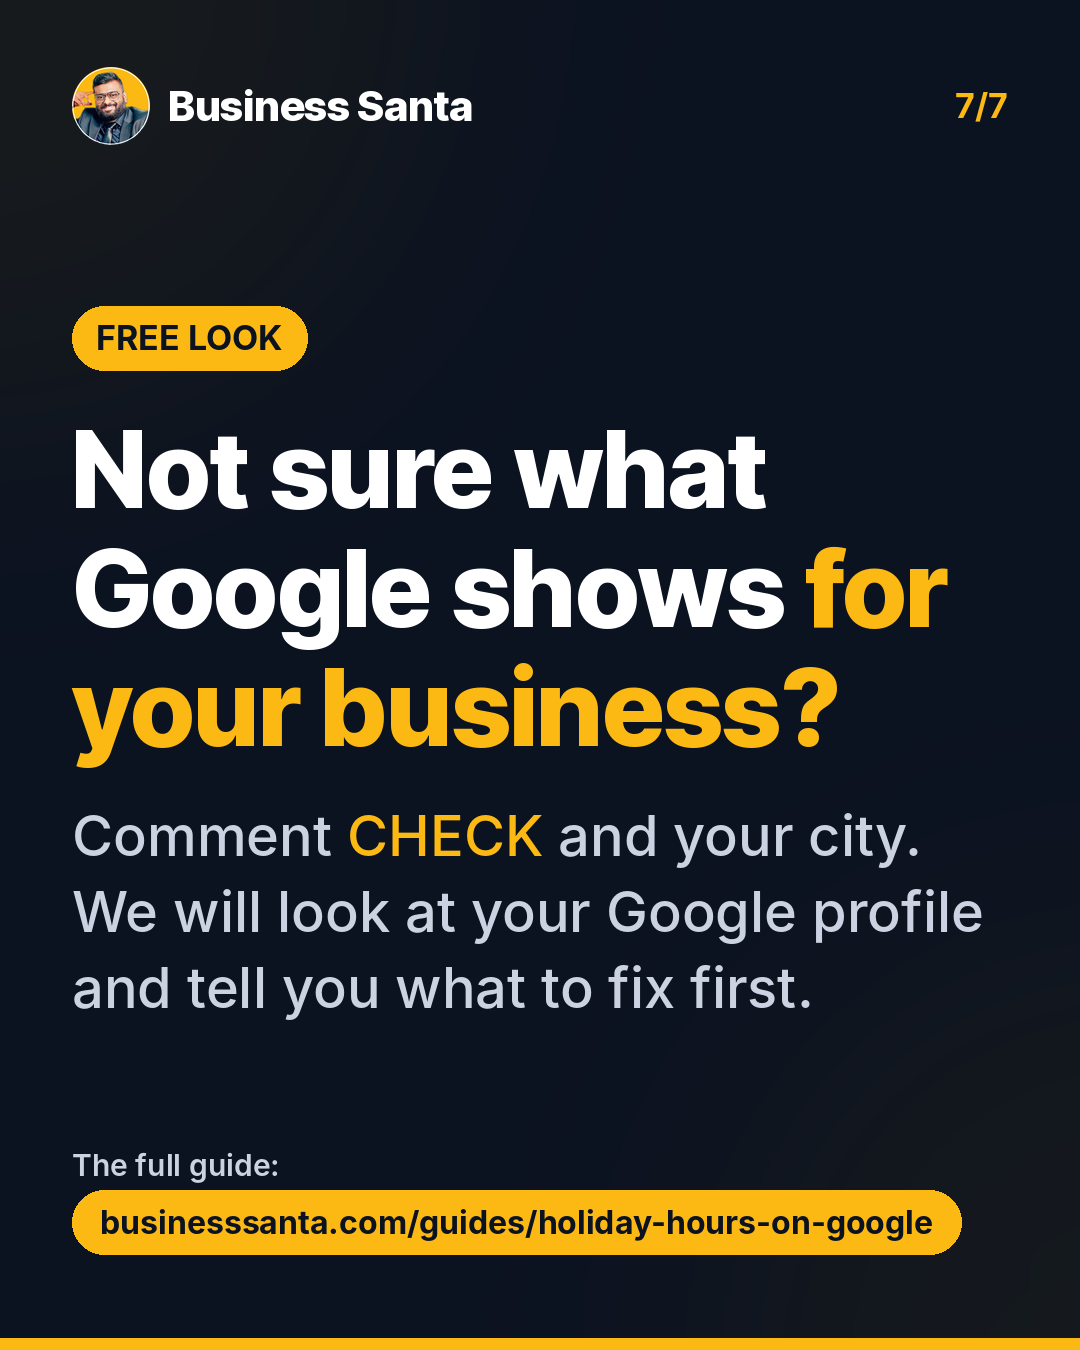 Business Santa
7/7
FREE LOOK
Not sure what
Google shows for
your business?
Comment CHECK and your city.
We will look at your Google profile
and tell you what to fix first.
The full guide:
businesssanta.com/guides/holiday-hours-on-google